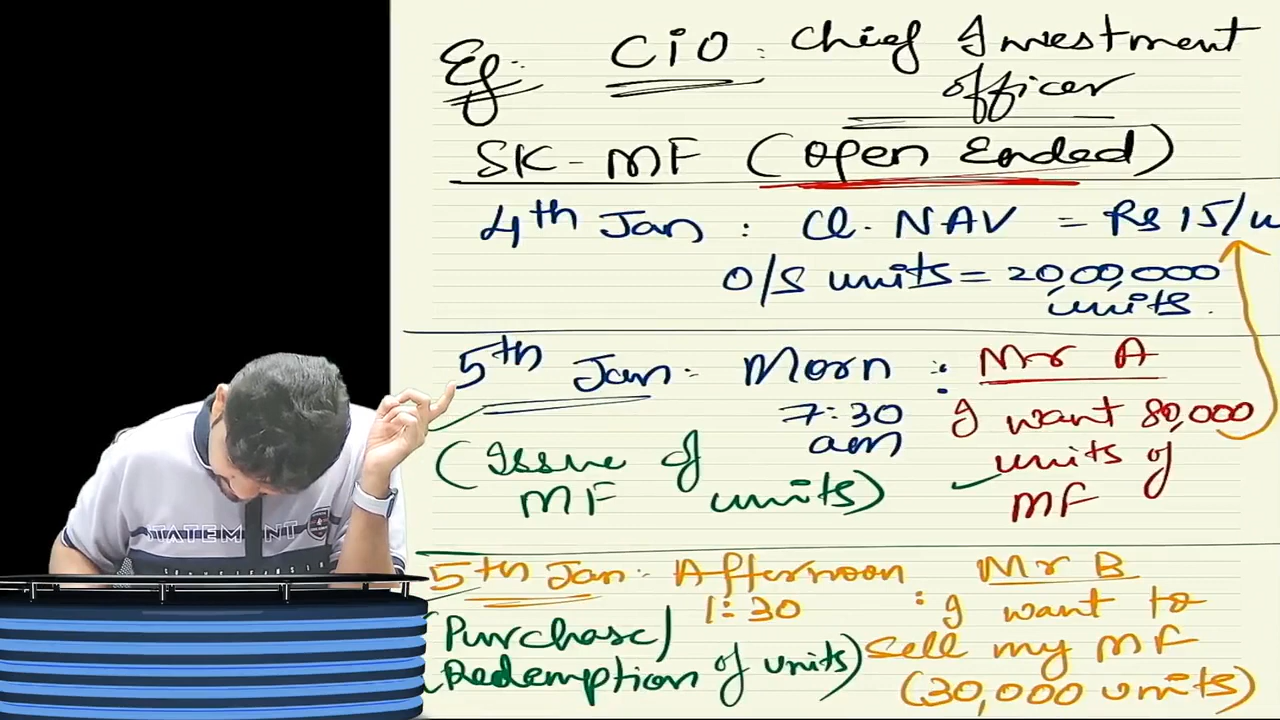 Eg:- CiO : Chief Investment
officer
SK-MF (Open Ended)
4th Jan : Cl. NAV = Rs 15/u
O/S units = 20,00,000
units.
5th Jan:- Morn : Mr A
7:30 am
I want 80,000
units of
MF
(Issue of
MF units)
5th Jan:- Afternoon Mr B
1:30
: I want to
sell my MF
(30,000 units)
(Purchase/
Redemption of units)
STATEMENT